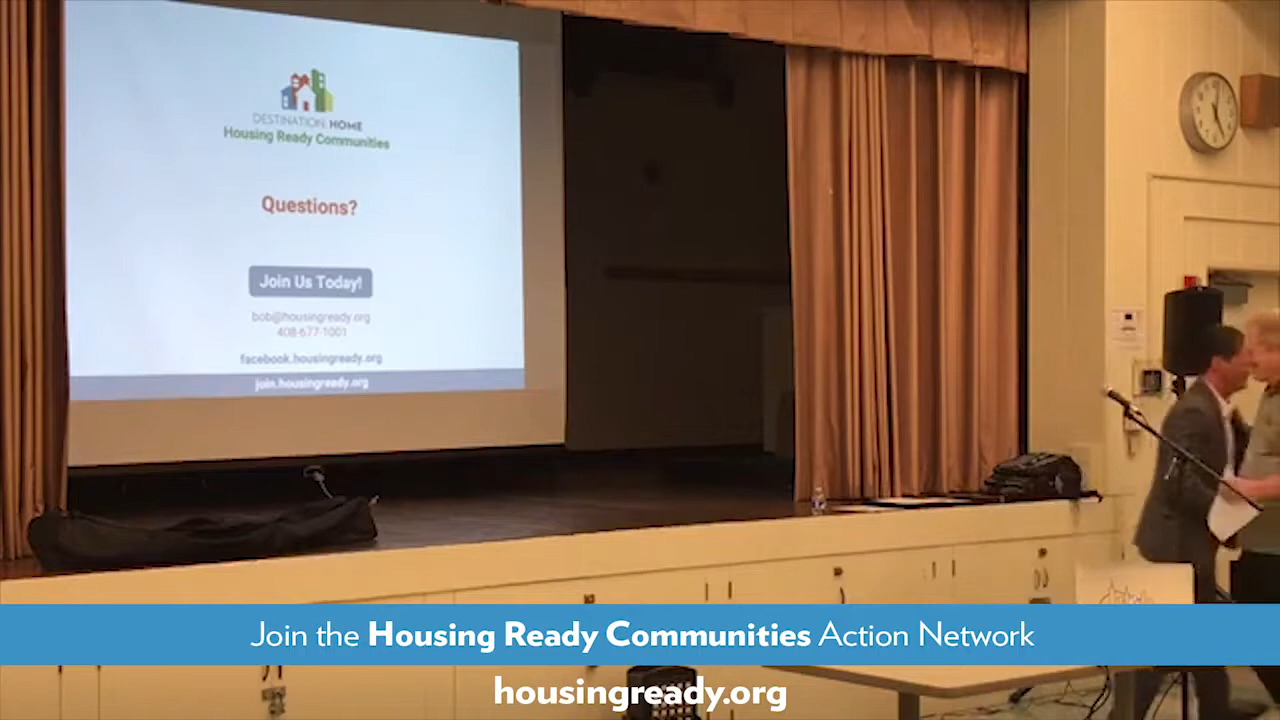 DESTINATION: HOME
Housing Ready Communities
Questions?
Join Us Today!
bob@housingready.org
408-677-1001
facebook.housingready.org
join.housingready.org
Join the Housing Ready Communities Action Network
housingready.org